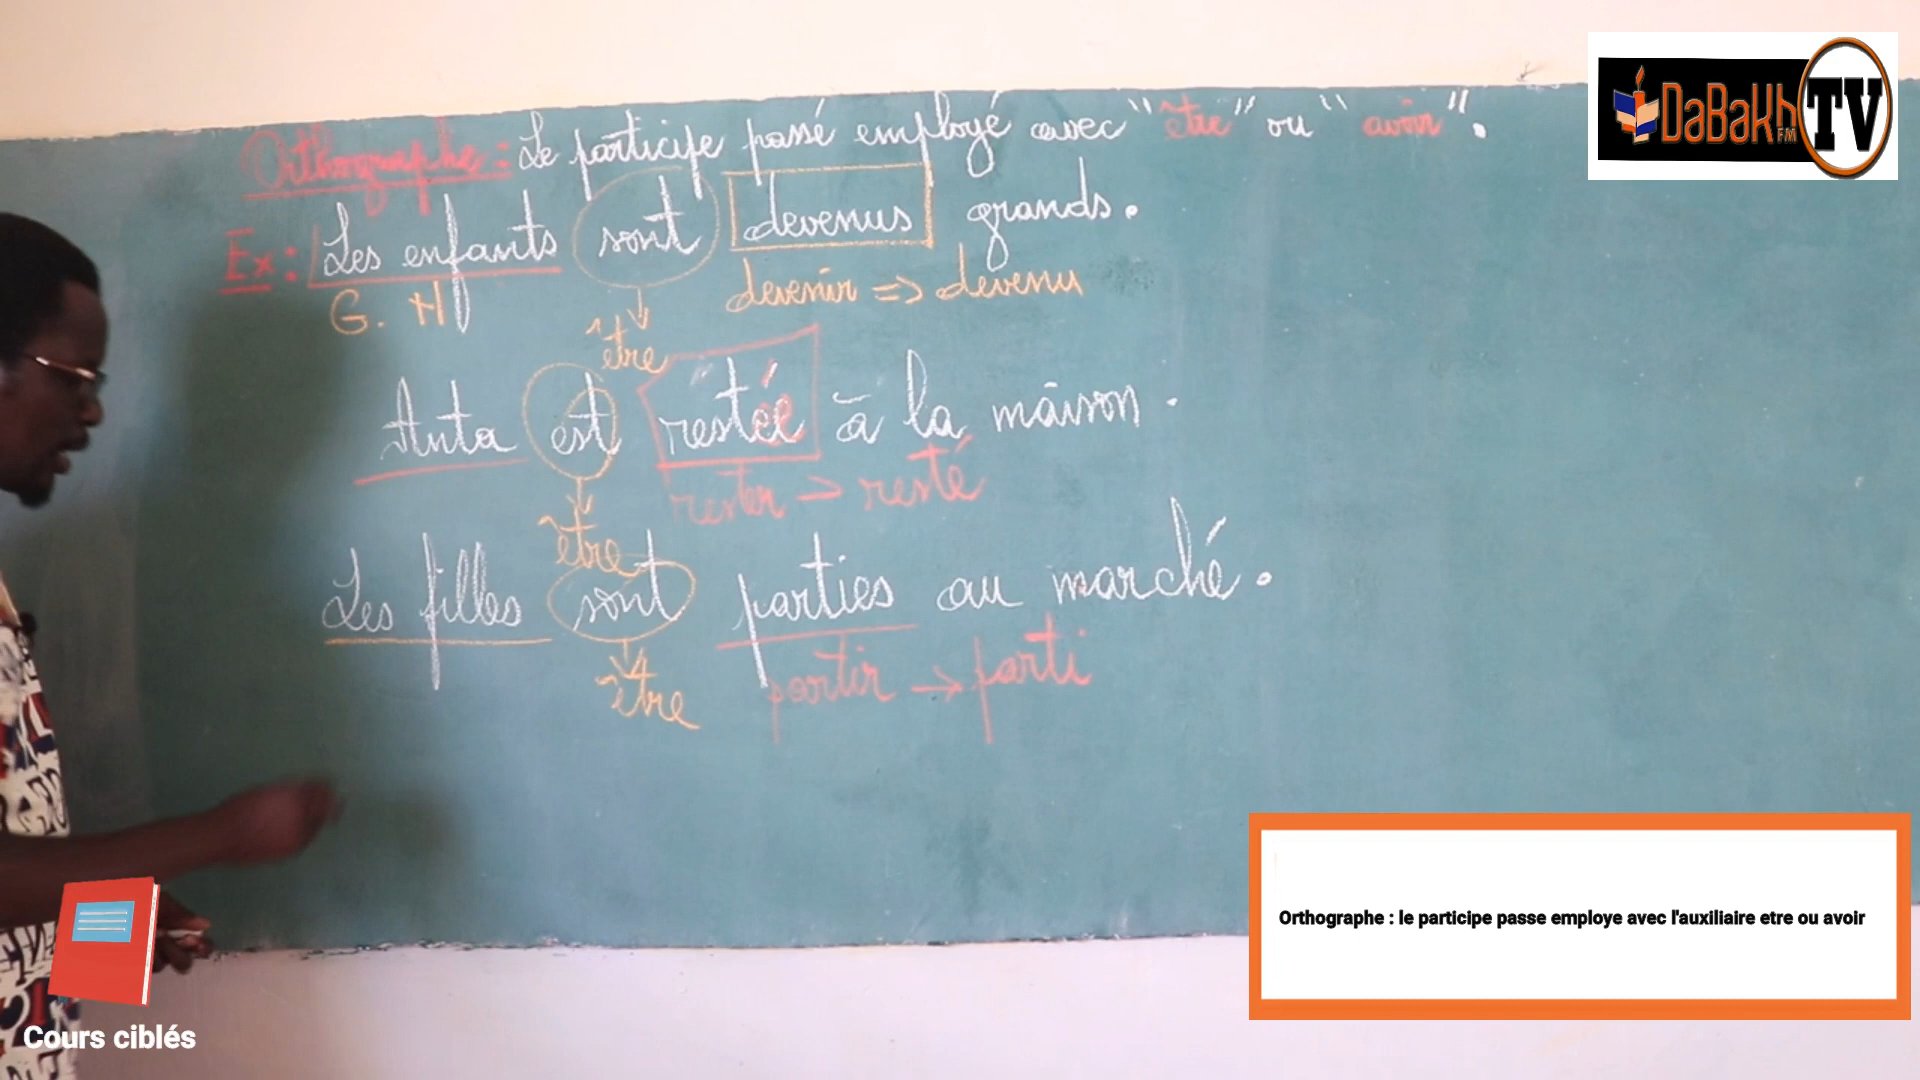 DaBaKh FM TV
Orthographe : Le participe passé employé avec "être" ou "avoir".
Ex : Les enfants sont devenus grands.
G. N devenir => devenu
être
Anta est restée à la maison.
rester -> resté
être
Les filles sont parties au marché.
être partir -> parti
Orthographe : le participe passe employe avec l'auxiliaire etre ou avoir
Cours ciblés